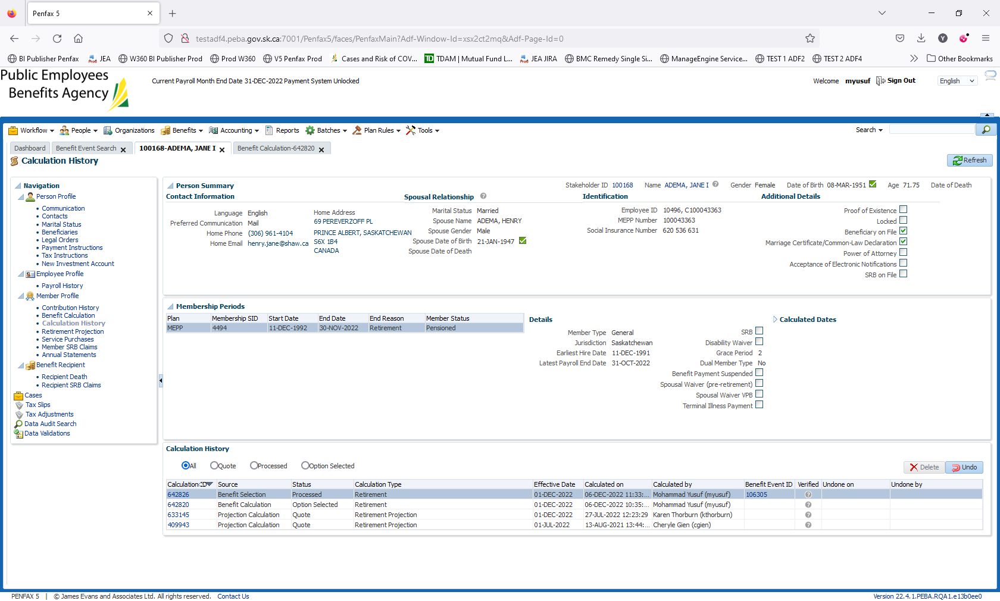 Penfax 5
testadf4.peba.gov.sk.ca:7001/Penfax5/faces/PenfaxMain?Adf-Window-Id=xsx2ct2mq&Adf-Page-Id=0
BI Publisher Penfax JEA W360 BI Publisher Prod Prod W360 V5 Penfax Prod Cases and Risk of COV... TD TDAM | Mutual Fund L... JEA JIRA BMC Remedy Single Si... ManageEngine Service... TEST 1 ADF2 TEST 2 ADF4 Other Bookmarks
Public Employees
Benefits Agency
Current Payroll Month End Date 31-DEC-2022 Payment System Unlocked
Welcome myusuf Sign Out English
Workflow People Organizations Benefits Accounting Reports Batches Plan Rules Tools Search
Dashboard Benefit Event Search 100168-ADEMA, JANE I Benefit Calculation-642820
Calculation History Refresh
Navigation
Person Profile
Communication
Contacts
Marital Status
Beneficiaries
Legal Orders
Payment Instructions
Tax Instructions
New Investment Account
Employee Profile
Payroll History
Member Profile
Contribution History
Benefit Calculation
Calculation History
Retirement Projection
Service Purchases
Member SRB Claims
Annual Statements
Benefit Recipient
Recipient Death
Recipient SRB Claims
Cases
Tax Slips
Tax Adjustments
Data Audit Search
Data Validations
Person Summary Stakeholder ID 100168 Name ADEMA, JANE I Gender Female Date of Birth 08-MAR-1951 Age 71.75 Date of Death
Contact Information
Language English
Preferred Communication Mail
Home Phone (306) 961-4104
Home Email henry.jane@shaw.ca
Home Address
69 PEREVERZOFF PL
PRINCE ALBERT, SASKATCHEWAN
S6X 1B4
CANADA
Spousal Relationship
Marital Status Married
Spouse Name ADEMA, HENRY
Spouse Gender Male
Spouse Date of Birth 21-JAN-1947
Spouse Date of Death
Identification
Employee ID 10496, C100043363
MEPP Number 100043363
Social Insurance Number 620 536 631
Additional Details
Proof of Existence
Locked
Beneficiary on File
Marriage Certificate/Common-Law Declaration
Power of Attorney
Acceptance of Electronic Notifications
SRB on File
Membership Periods
Plan Membership SID Start Date End Date End Reason Member Status
MEPP 4494 11-DEC-1992 30-NOV-2022 Retirement Pensioned
Details
Member Type General
Jurisdiction Saskatchewan
Earliest Hire Date 11-DEC-1991
Latest Payroll End Date 31-OCT-2022
SRB
Disability Waiver
Grace Period 2
Dual Member Type No
Benefit Payment Suspended
Spousal Waiver (pre-retirement)
Spousal Waiver VPB
Terminal Illness Payment
Calculated Dates
Calculation History
All Quote Processed Option Selected Delete Undo
Calculation ID Source Status Calculation Type Effective Date Calculated on Calculated by Benefit Event ID Verified Undone on Undone by
642826 Benefit Selection Processed Retirement 01-DEC-2022 06-DEC-2022 11:33:... Mohammad Yusuf (myusuf) 106305
642820 Benefit Calculation Option Selected Retirement 01-DEC-2022 06-DEC-2022 10:35:... Mohammad Yusuf (myusuf)
633145 Projection Calculation Quote Retirement Projection 01-DEC-2022 27-JUL-2022 12:23:29 Karen Thorburn (kthorburn)
409943 Projection Calculation Quote Retirement Projection 01-JUL-2022 13-AUG-2021 13:44:... Cheryle Gien (cgien)
PENFAX 5 | © James Evans and Associates Ltd. All rights reserved. Contact Us Version 22.4.1.PEBA.RQA1.e13b0ee0